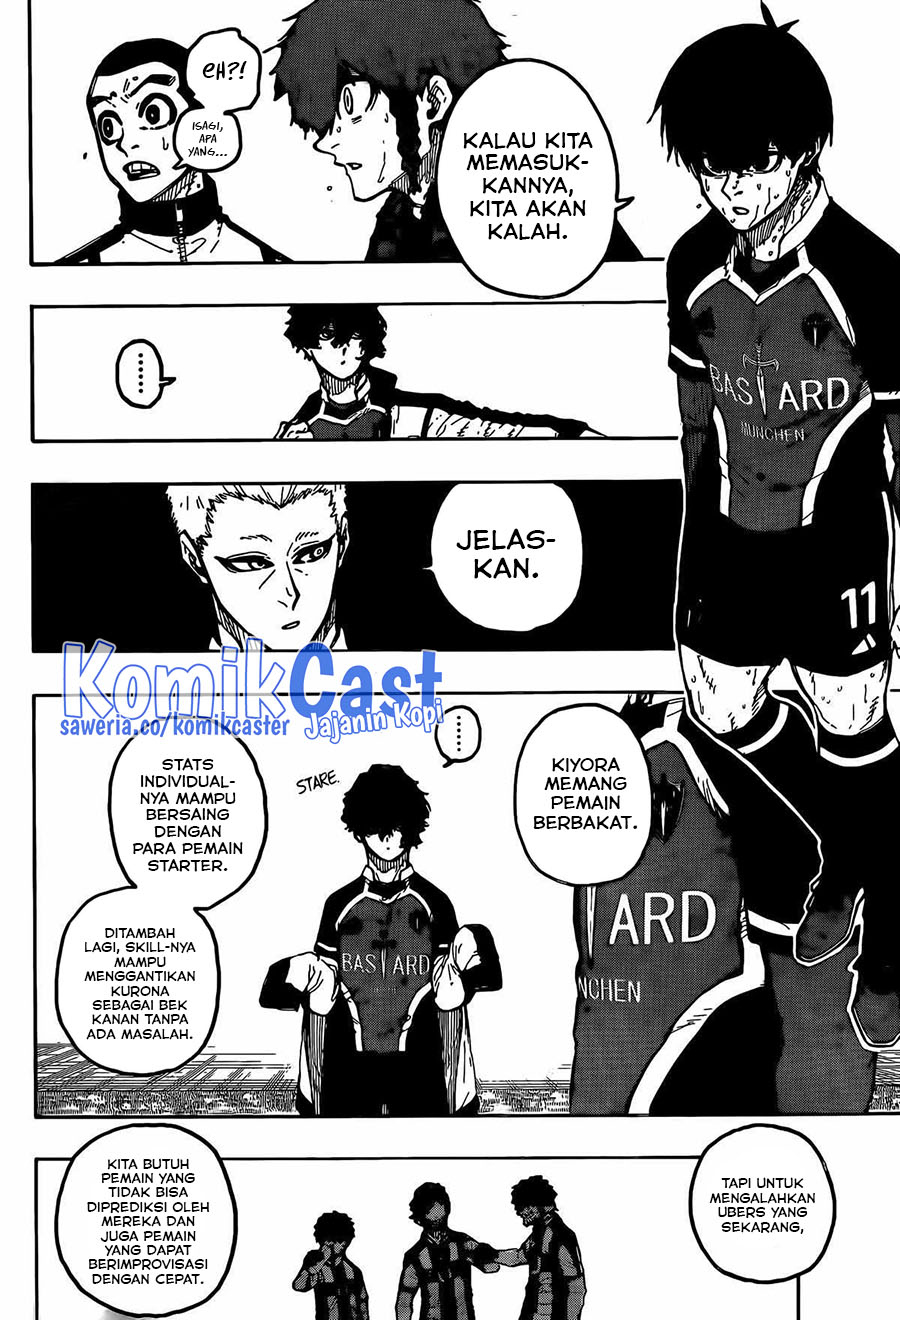 KALAU KITA
MEMASUK-
KANNYA,
KITA AKAN
KALAH.
EH?!
ISAGI,
APA
YANG...
BASTARD
MÜNCHEN
11
........
JELAS-
KAN.
KomikCast
saweria.co/komikcaster
Jajanin Kopi
KIYORA
MEMANG
PEMAIN
BERBAKAT.
ARD
NCHEN
......
STARE.
BASTARD
STATS
INDIVIDUAL-
NYA MAMPU
BERSAING
DENGAN
PARA PEMAIN
STARTER.
DITAMBAH
LAGI, SKILL-NYA
MAMPU
MENGGANTIKAN
KURONA
SEBAGAI BEK
KANAN TANPA
ADA MASALAH.
TAPI UNTUK
MENGALAHKAN
UBERS YANG
SEKARANG,
KITA BUTUH
PEMAIN YANG
TIDAK BISA
DIPREDIKSI OLEH
MEREKA DAN
JUGA PEMAIN
YANG DAPAT
BERIMPROVISASI
DENGAN CEPAT.